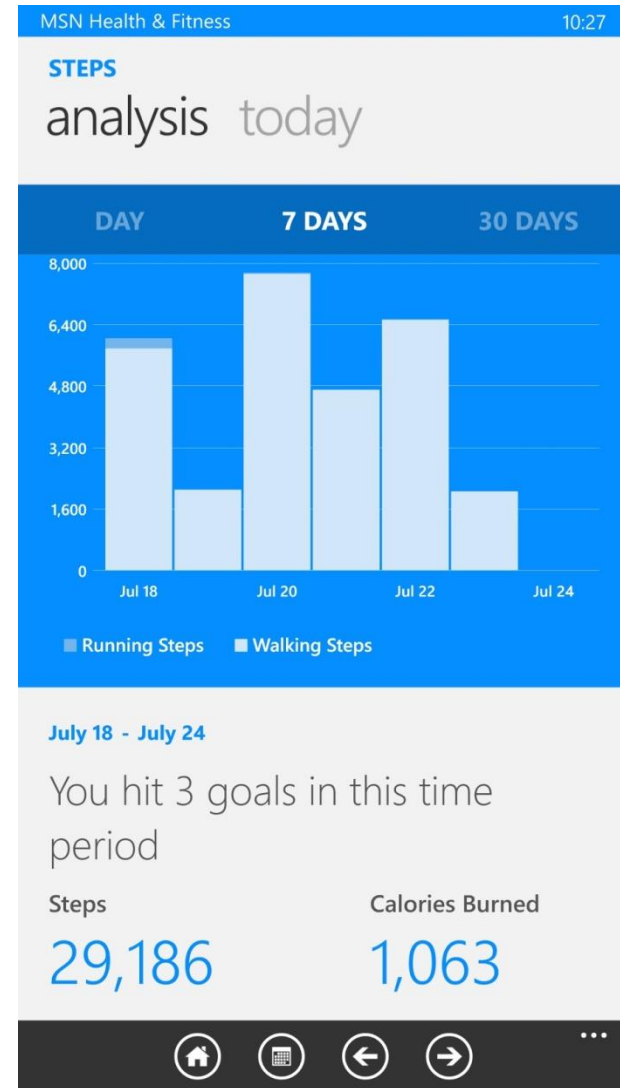 MSN Health & Fitness 10:27
STEPS
analysis today
DAY 7 DAYS 30 DAYS
8,000
6,400
4,800
3,200
1,600
0
Jul 18 Jul 20 Jul 22 Jul 24
Running Steps Walking Steps
July 18 - July 24
You hit 3 goals in this time
period
Steps Calories Burned
29,186 1,063